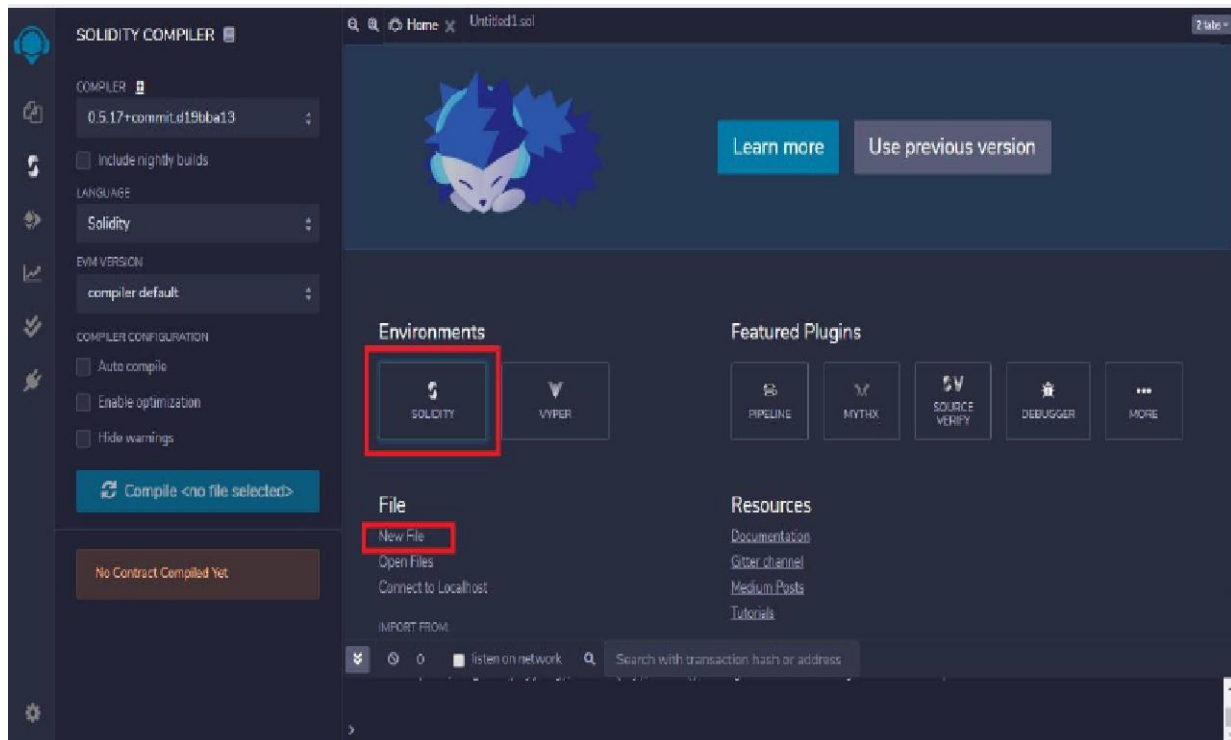 SOLIDITY COMPILER
COMPILER
0.5.17+commit.d19bba13
Include nightly builds
LANGUAGE
Solidity
EVM VERSION
compiler default
COMPILER CONFIGURATION
Auto compile
Enable optimization
Hide warnings
Compile <no file selected>
No Contract Compiled Yet
Home Untitled1.sol
2 tabs
Learn more Use previous version
Environments
SOLIDITY VYPER
Featured Plugins
PIPELINE MYTHX SOURCE VERIFY DEBUGGER MORE
File
New File
Open Files
Connect to Localhost
IMPORT FROM:
Resources
Documentation
Gitter channel
Medium Posts
Tutorials
0 listen on network Search with transaction hash or address
>